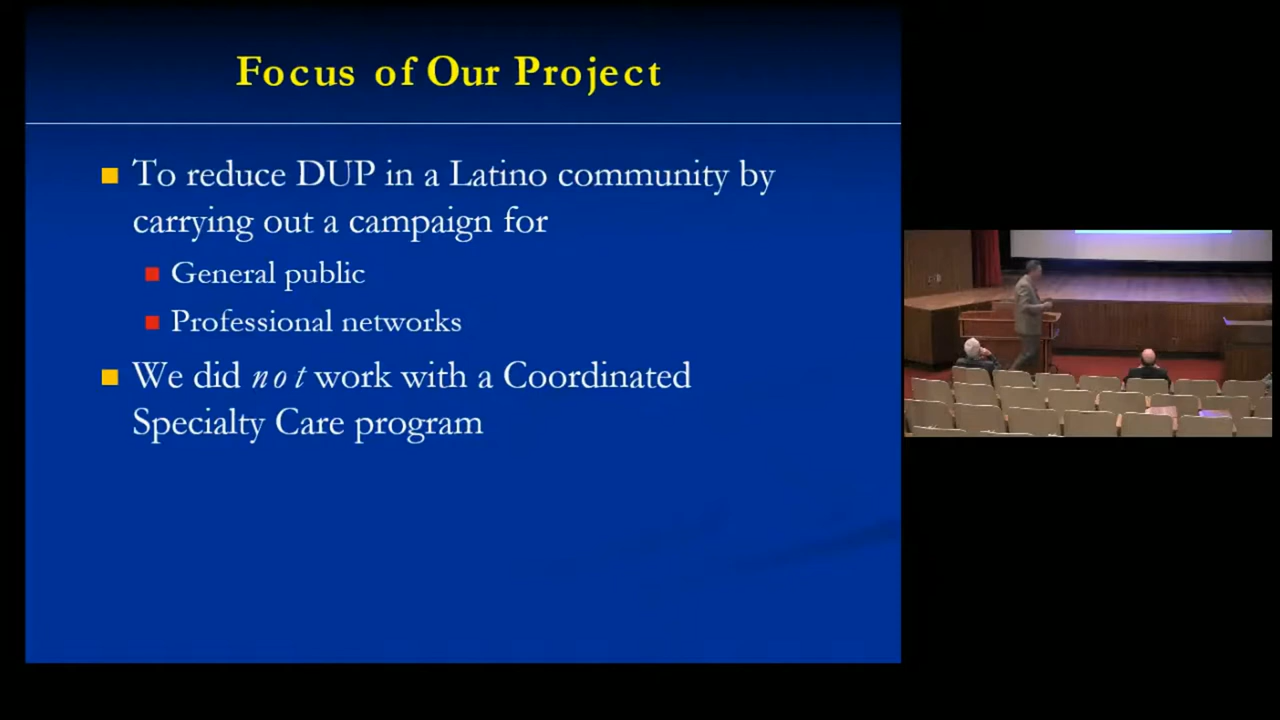 Focus of Our Project
To reduce DUP in a Latino community by
carrying out a campaign for
General public
Professional networks
We did not work with a Coordinated
Specialty Care program